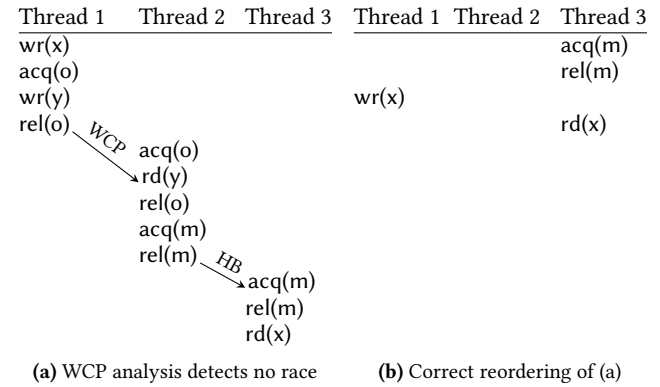 Thread 1 Thread 2 Thread 3 Thread 1 Thread 2 Thread 3
wr(x) acq(m)
acq(o) rel(m)
wr(y) wr(x)
rel(o) WCP rd(x)
acq(o)
rd(y)
rel(o)
acq(m)
rel(m) HB
acq(m)
rel(m)
rd(x)
(a) WCP analysis detects no race (b) Correct reordering of (a)